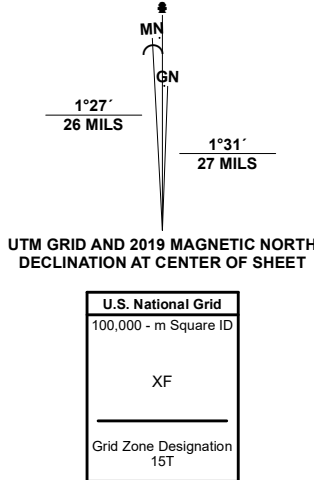 MN
GN
1°27´
26 MILS
1°31´
27 MILS
UTM GRID AND 2019 MAGNETIC NORTH
DECLINATION AT CENTER OF SHEET
U.S. National Grid
100,000 - m Square ID
XF
Grid Zone Designation
15T